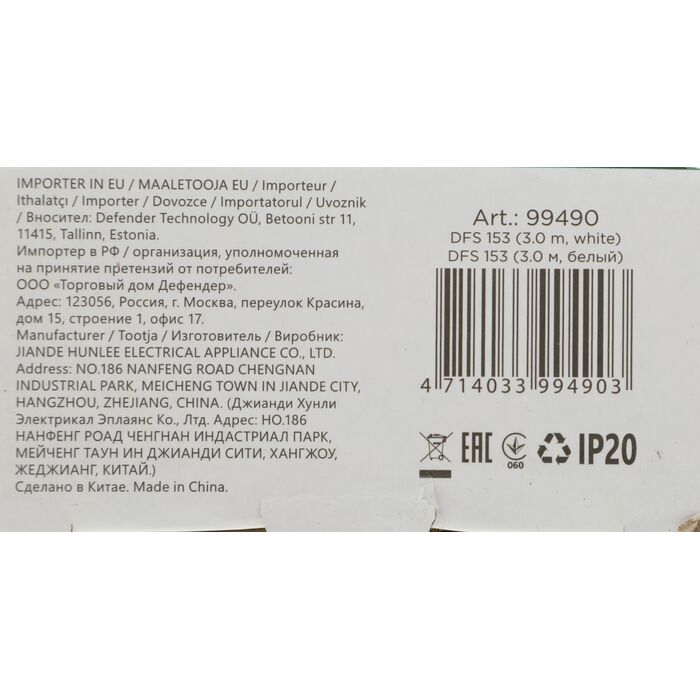 IMPORTER IN EU / MAALETOOJA EU / Importeur /
Ithalatçı / Importer / Dovozce / Importatorul / Uvoznik
/ Вносител: Defender Technology OÜ, Betooni str 11,
11415, Tallinn, Estonia.
Импортер в РФ / организация, уполномоченная
на принятие претензий от потребителей:
ООО «Торговый дом Дефендер».
Адрес: 123056, Россия, г. Москва, переулок Красина,
дом 15, строение 1, офис 17.
Manufacturer / Tootja / Изготовитель / Виробник:
JIANDE HUNLEE ELECTRICAL APPLIANCE CO., LTD.
Address: NO.186 NANFENG ROAD CHENGNAN
INDUSTRIAL PARK, MEICHENG TOWN IN JIANDE CITY,
HANGZHOU, ZHEJIANG, CHINA. (Джианди Хунли
Электрикал Эплаянс Ко., Лтд. Адрес: НО.186
НАНФЕНГ РОАД ЧЕНГНАН ИНДАСТРИАЛ ПАРК,
МЕЙЧЕНГ ТАУН ИН ДЖИАНДИ СИТИ, ХАНГЖОУ,
ЖЕДЖИАНГ, КИТАЙ.)
Сделано в Китае. Made in China.
Art.: 99490
DFS 153 (3.0 m, white)
DFS 153 (3.0 м, белый)
4 714033 994903
EAC
060
IP20